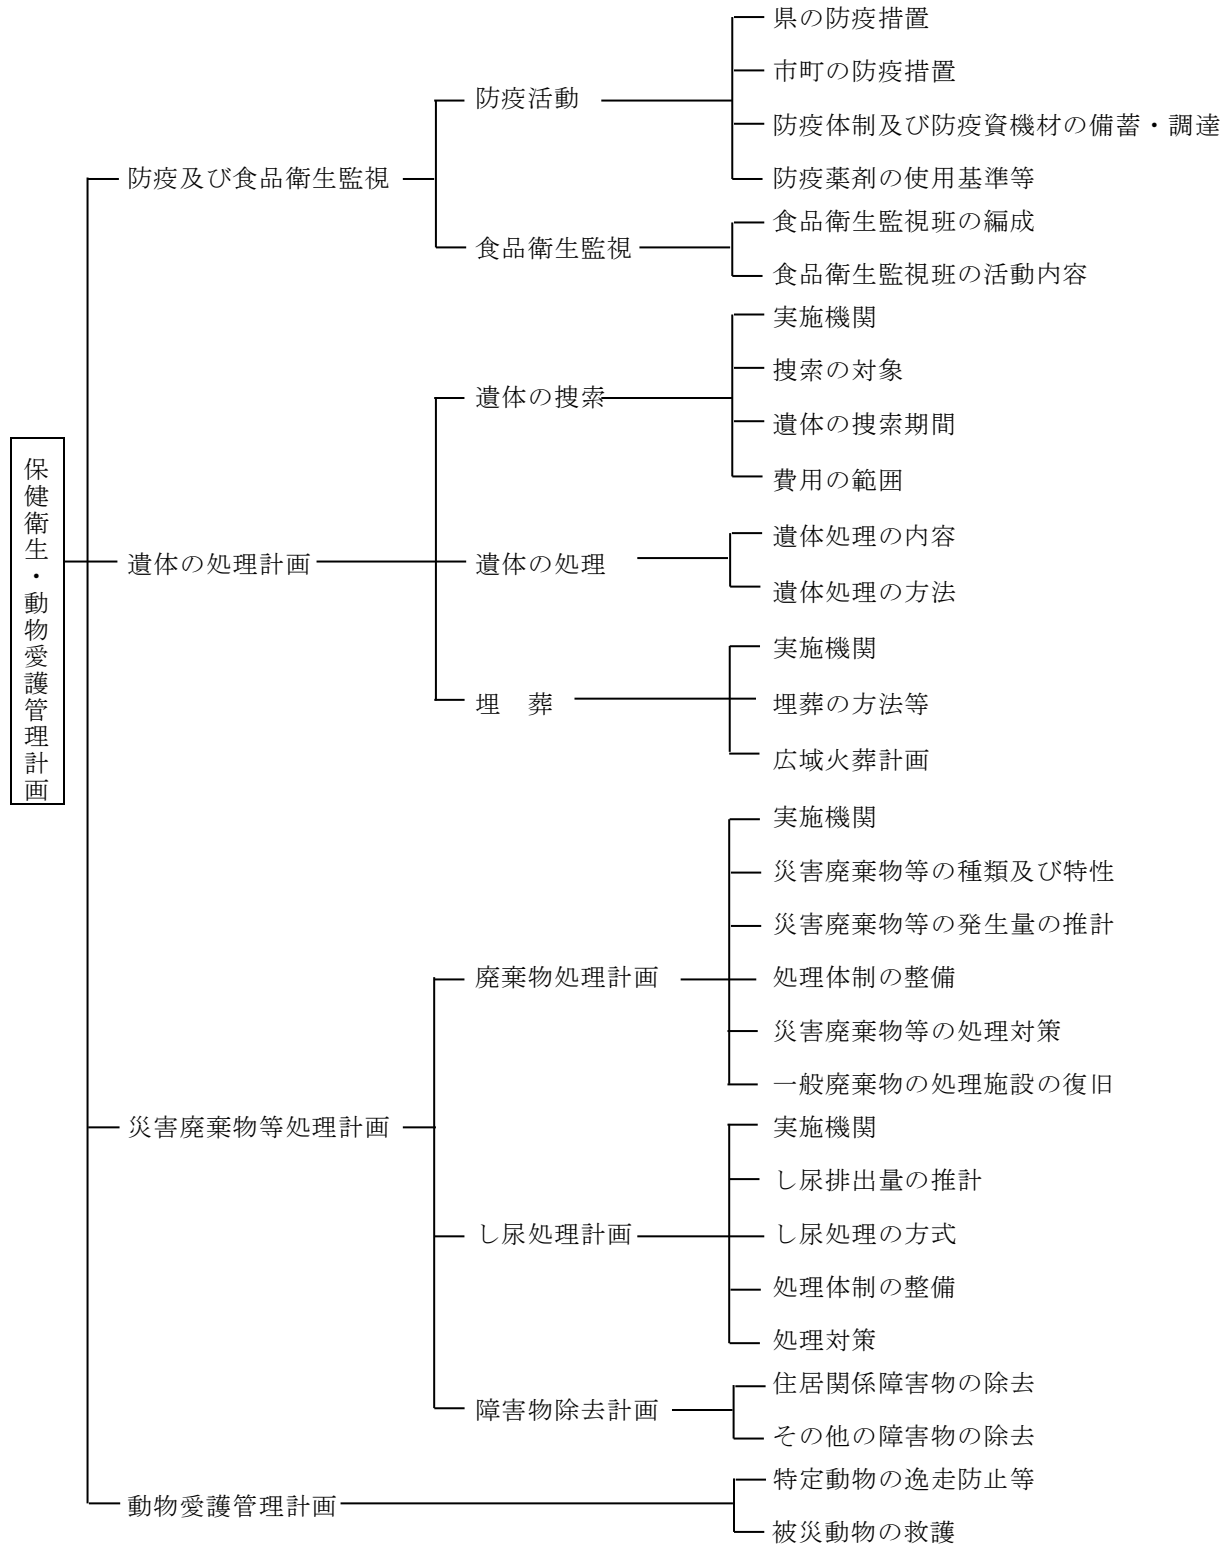 保健衛生・動物愛護管理計画
防疫及び食品衛生監視
防疫活動
県の防疫措置
市町の防疫措置
防疫体制及び防疫資機材の備蓄・調達
防疫薬剤の使用基準等
食品衛生監視
食品衛生監視班の編成
食品衛生監視班の活動内容
遺体の処理計画
遺体の捜索
実施機関
捜索の対象
遺体の捜索期間
費用の範囲
遺体の処理
遺体処理の内容
遺体処理の方法
埋　葬
実施機関
埋葬の方法等
広域火葬計画
災害廃棄物等処理計画
廃棄物処理計画
実施機関
災害廃棄物等の種類及び特性
災害廃棄物等の発生量の推計
処理体制の整備
災害廃棄物等の処理対策
一般廃棄物の処理施設の復旧
し尿処理計画
実施機関
し尿排出量の推計
し尿処理の方式
処理体制の整備
処理対策
障害物除去計画
住居関係障害物の除去
その他の障害物の除去
動物愛護管理計画
特定動物の逸走防止等
被災動物の救護